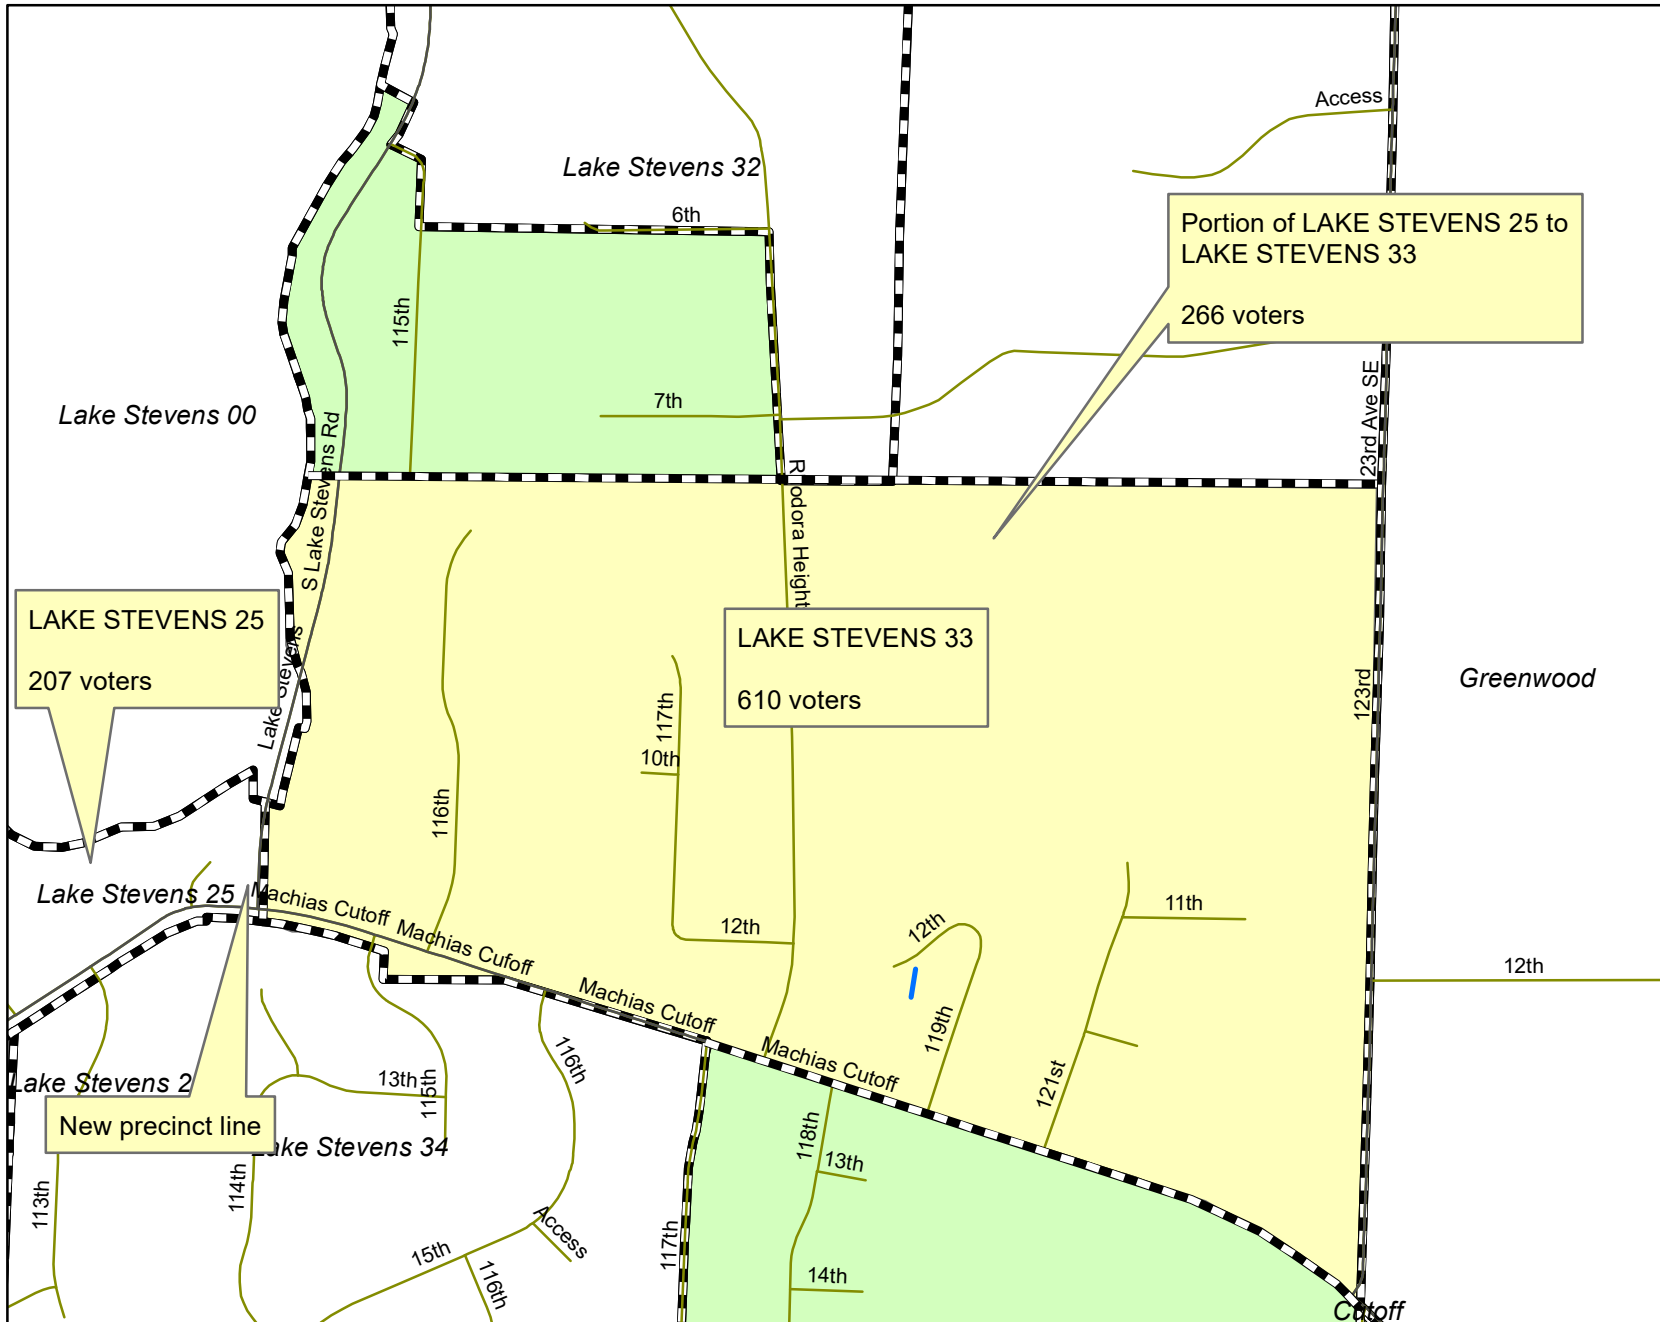 Access
Lake Stevens 32
6th
Portion of LAKE STEVENS 25 to
LAKE STEVENS 33
266 voters
115th
7th
Lake Stevens 00
23rd Ave SE
S Lake Stevens Rd
R
odora Height
LAKE STEVENS 25
207 voters
Lake Stevens
LAKE STEVENS 33
610 voters
Greenwood
123rd
117th
10th
116th
Lake Stevens 25
Machias Cutoff
Machias Cufoff
12th
12th
11th
12th
Machias Cutoff
Machias Cutoff
119th
121st
116th
Lake Stevens 2
13th
115th
New precinct line
Lake Stevens 34
118th
13th
113th
114th
Access
15th
116th
117th
14th
Cutoff